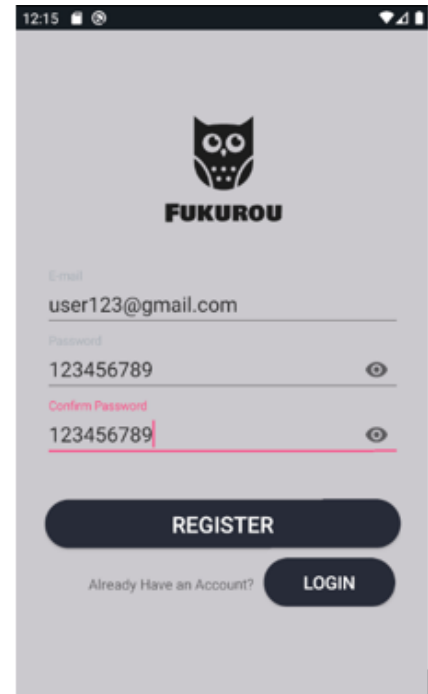 12:15
FUKUROU
E-mail
user123@gmail.com
Password
123456789
Confirm Password
123456789
REGISTER
Already Have an Account? LOGIN